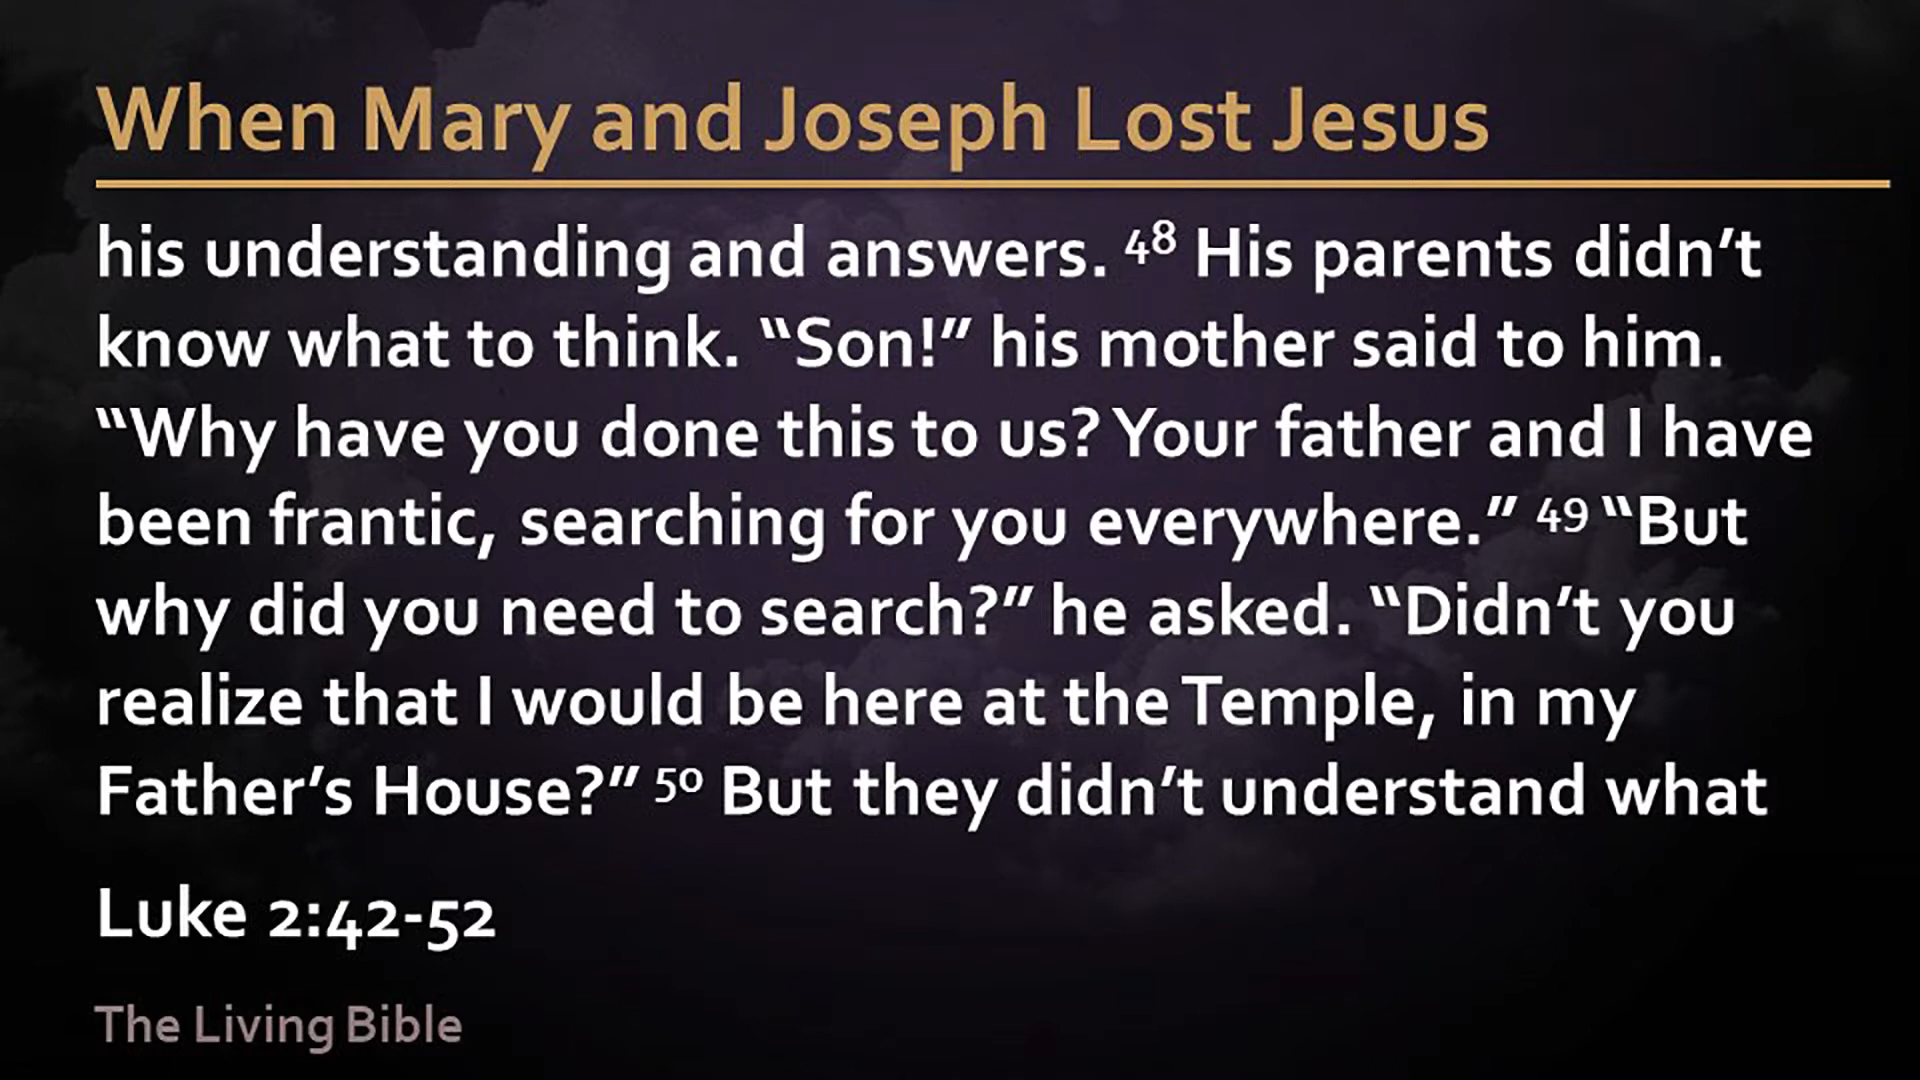 When Mary and Joseph Lost Jesus
his understanding and answers. 48 His parents didn’t
know what to think. “Son!” his mother said to him.
“Why have you done this to us? Your father and I have
been frantic, searching for you everywhere.” 49 “But
why did you need to search?” he asked. “Didn’t you
realize that I would be here at the Temple, in my
Father’s House?” 50 But they didn’t understand what
Luke 2:42-52
The Living Bible